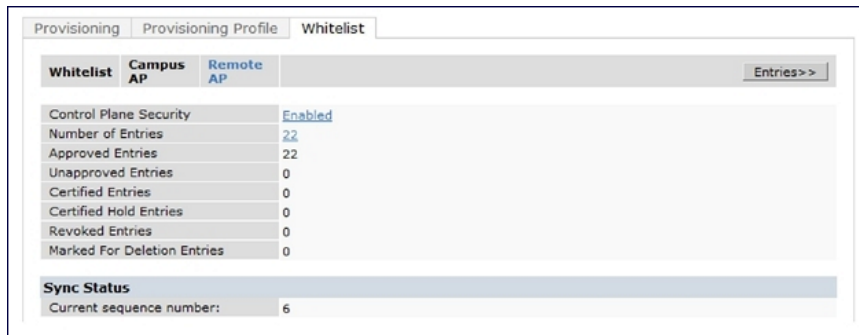 Provisioning Provisioning Profile Whitelist
Whitelist Campus AP Remote AP Entries>>
Control Plane Security Enabled
Number of Entries 22
Approved Entries 22
Unapproved Entries 0
Certified Entries 0
Certified Hold Entries 0
Revoked Entries 0
Marked For Deletion Entries 0
Sync Status
Current sequence number: 6